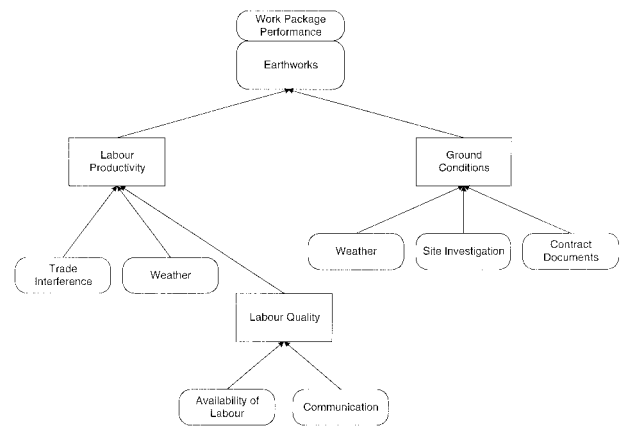 Work Package
Performance
Earthworks
Labour
Productivity
Ground
Conditions
Trade
Interference
Weather
Weather
Site Investigation
Contract
Documents
Labour Quality
Availability of
Labour
Communication